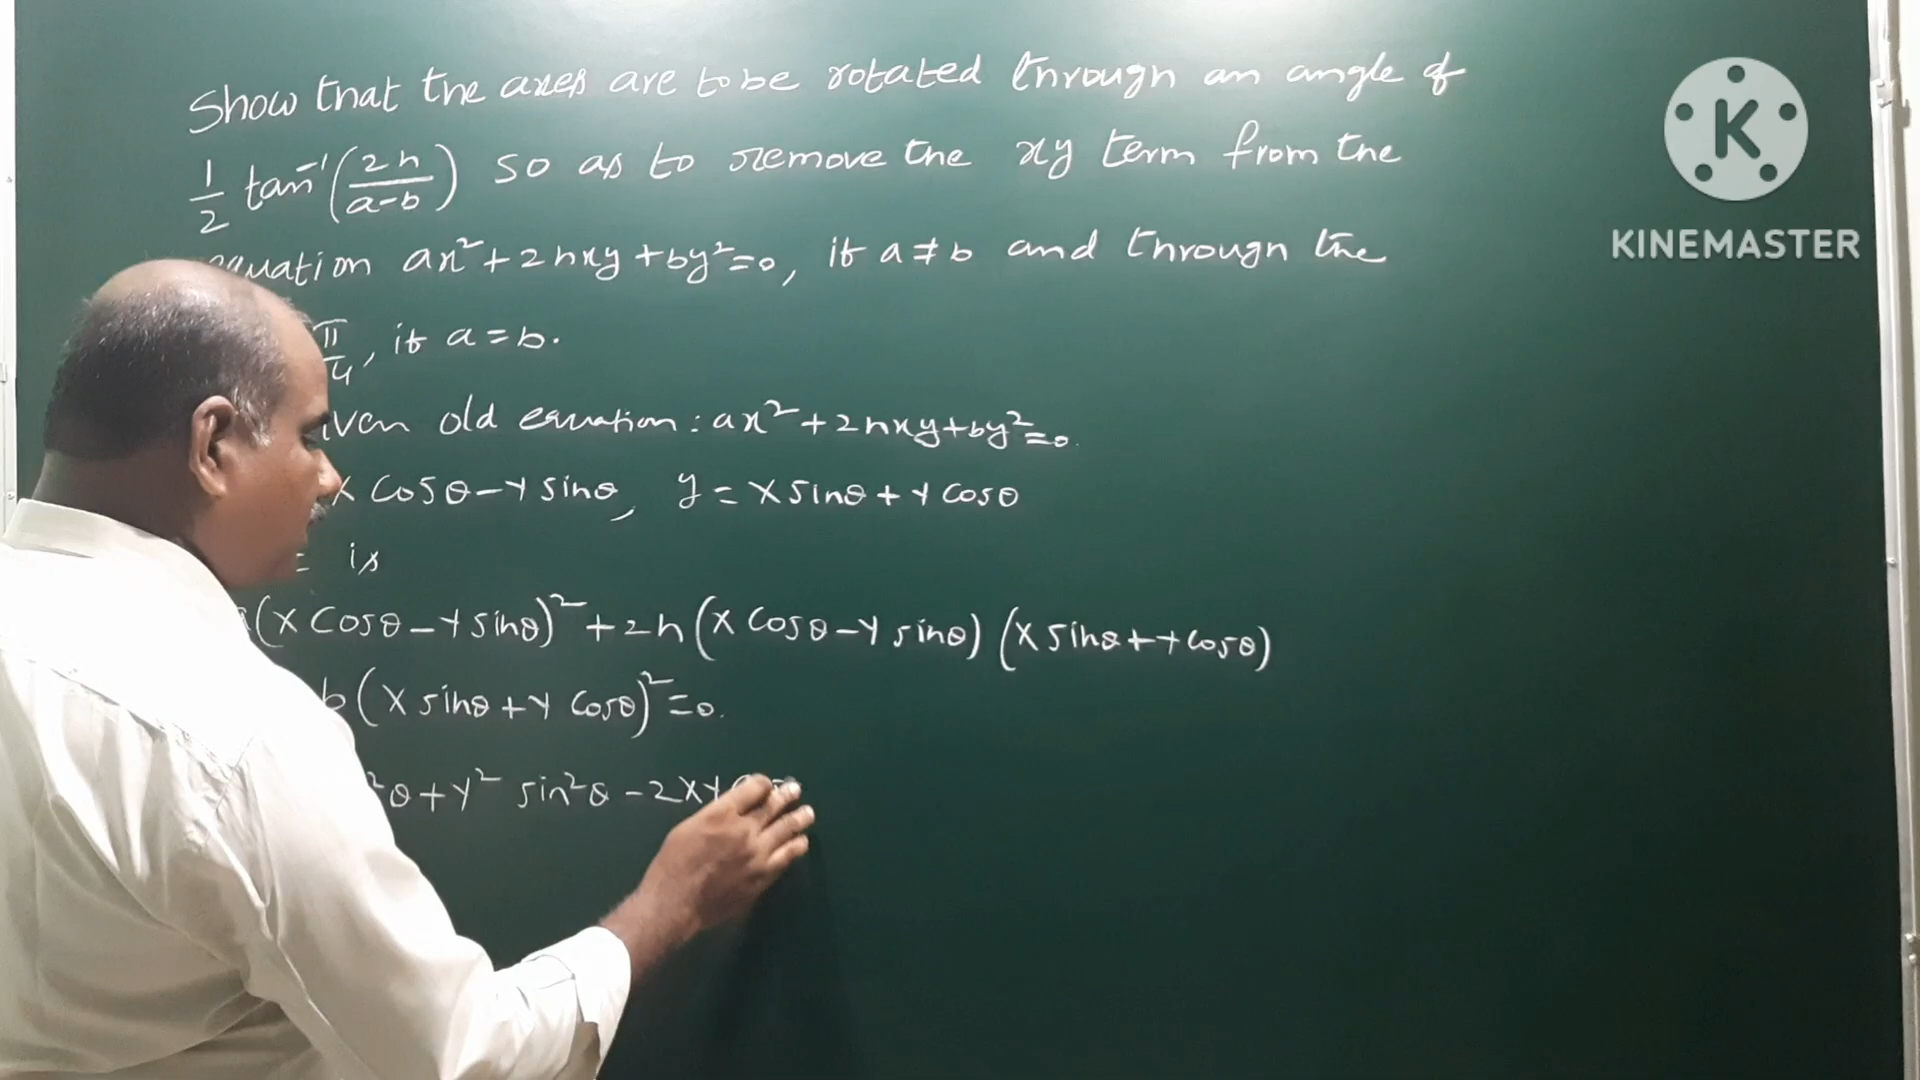 Show that the axes are to be rotated through an angle of
1/2 tan⁻¹(2h/a-b) so as to remove the xy term from the
equation ax²+2hxy+by²=0, if a≠b and through the
π/4, if a=b.
given old equation: ax²+2hxy+by²=0.
X cosθ-Y sinθ, y=X sinθ+Y cosθ
is
(X cosθ-Y sinθ)²+2h(X cosθ-Y sinθ)(X sinθ+Y cosθ)
b(X sinθ+Y cosθ)²=0.
²θ+Y² sin²θ-2XY
K
KINEMASTER